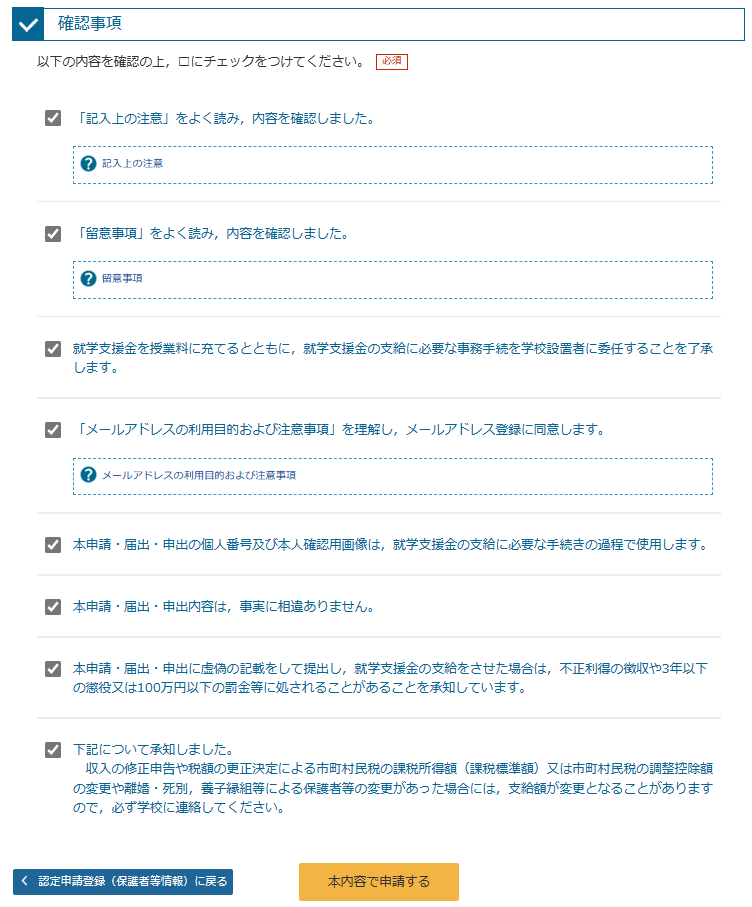 確認事項
以下の内容を確認の上，□にチェックをつけてください。 必須
「記入上の注意」をよく読み，内容を確認しました。
記入上の注意
「留意事項」をよく読み，内容を確認しました。
留意事項
就学支援金を授業料に充てるとともに，就学支援金の支給に必要な事務手続を学校設置者に委任することを了承
します。
「メールアドレスの利用目的および注意事項」を理解し，メールアドレス登録に同意します。
メールアドレスの利用目的および注意事項
本申請・届出・申出の個人番号及び本人確認用画像は，就学支援金の支給に必要な手続きの過程で使用します。
本申請・届出・申出内容は，事実に相違ありません。
本申請・届出・申出に虚偽の記載をして提出し，就学支援金の支給をさせた場合は，不正利得の徴収や3年以下
の懲役又は100万円以下の罰金等に処されることがあることを承知しています。
下記について承知しました。
収入の修正申告や税額の更正決定による市町村民税の課税所得額（課税標準額）又は市町村民税の調整控除額
の変更や離婚・死別，養子縁組等による保護者等の変更があった場合には，支給額が変更となることがあります
ので，必ず学校に連絡してください。
認定申請登録（保護者等情報）に戻る
本内容で申請する